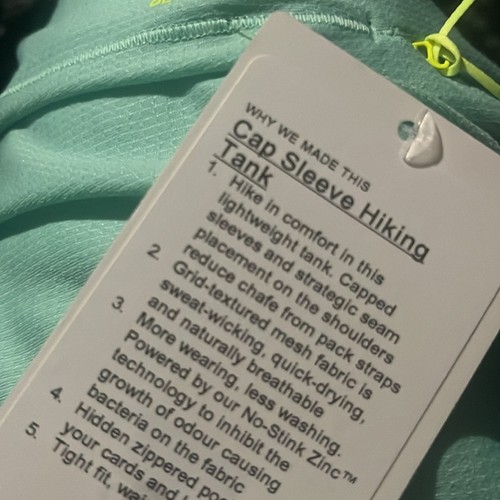 WHY WE MADE THIS
Cap Sleeve Hiking
Tank
1. Hike in comfort in this
lightweight tank. Capped
sleeves and strategic seam
placement on the shoulders
reduce chafe from pack straps
2. Grid-textured mesh fabric is
sweat-wicking, quick-drying,
and naturally breathable
3. More wearing, less washing.
Powered by our No-Stink Zinc™
technology to inhibit the
growth of odour causing
bacteria on the fabric
4. Hidden zippered
your cards and
5. Tight fit,